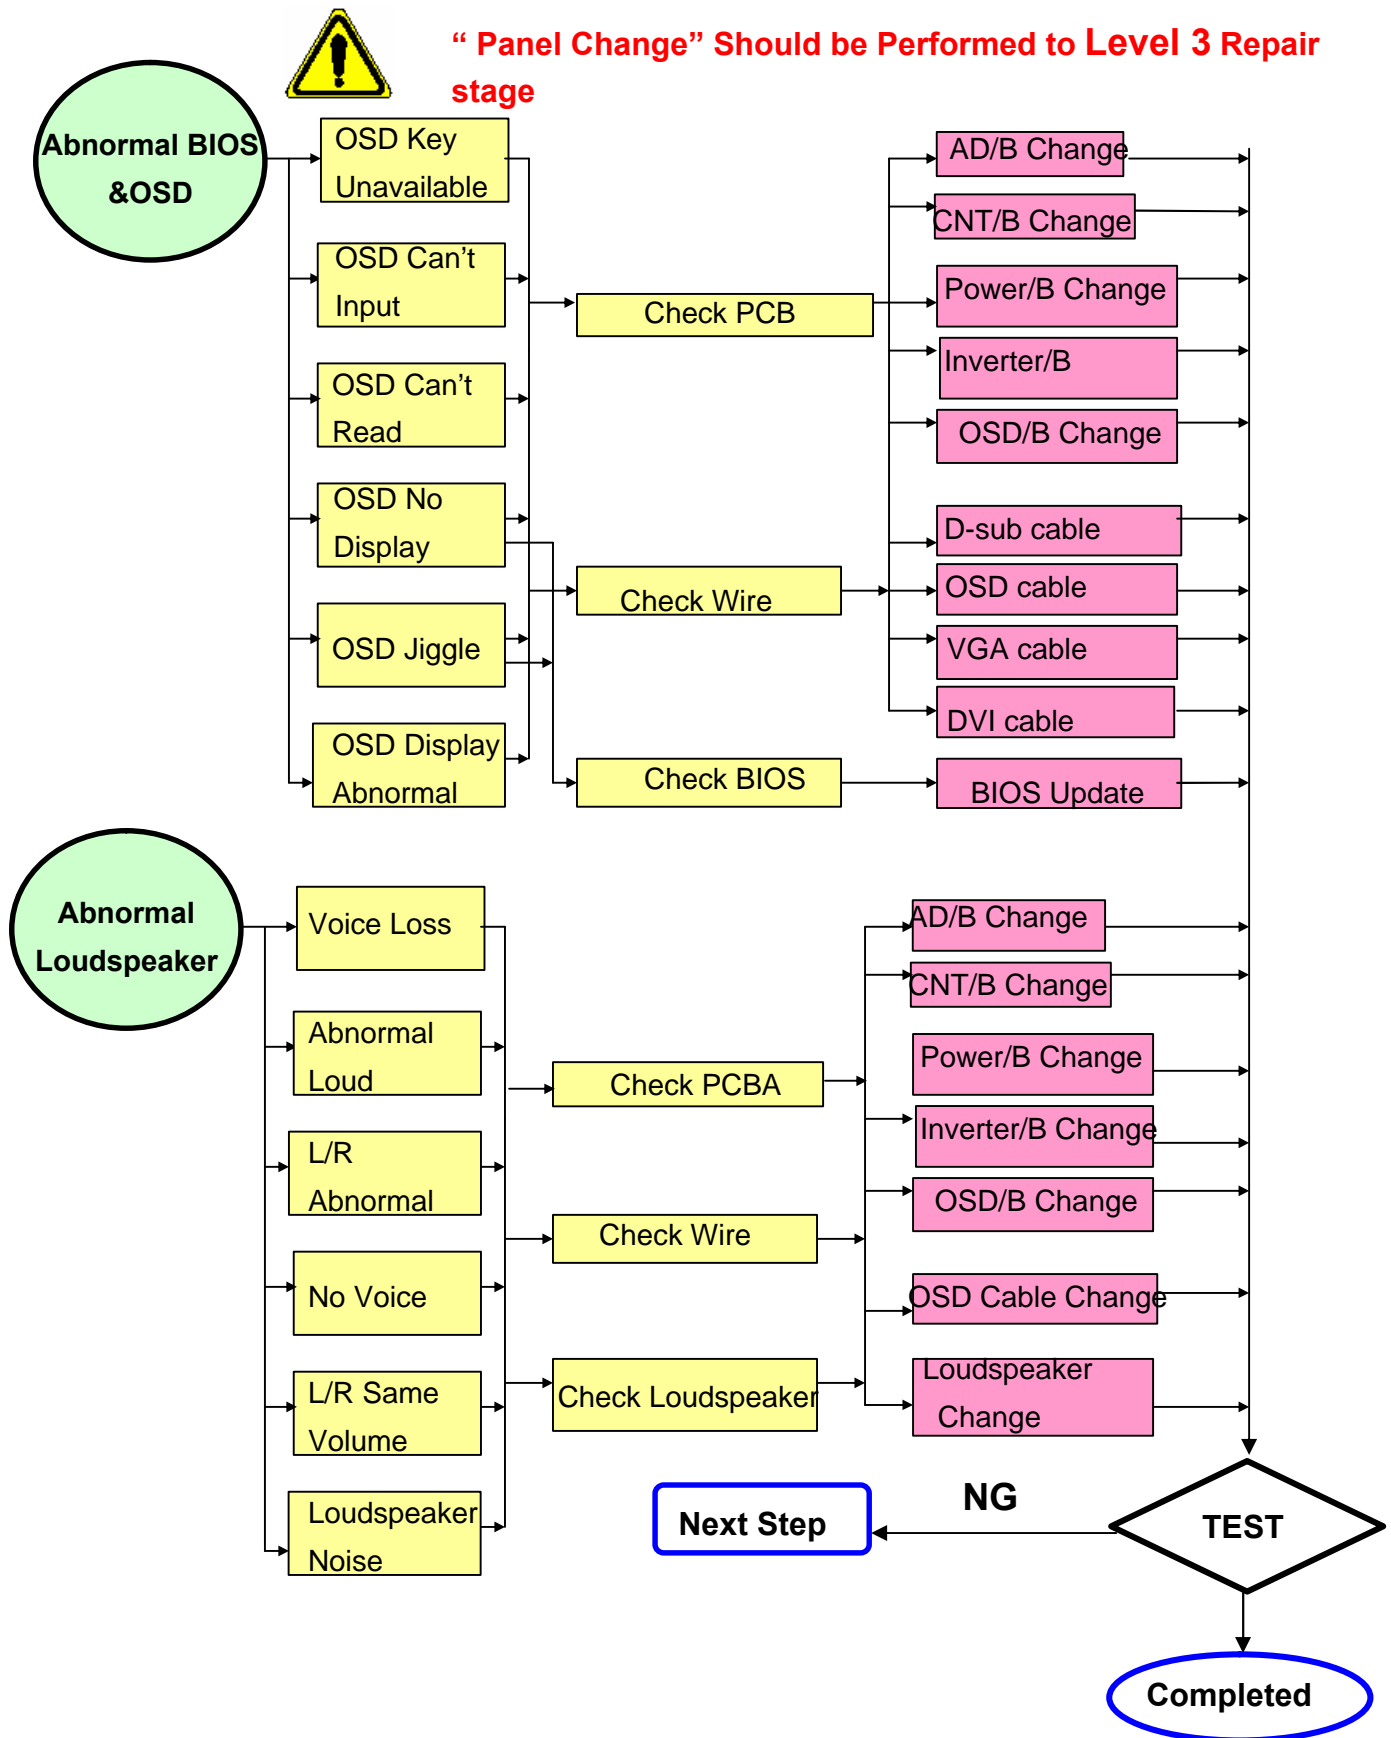 “ Panel Change” Should be Performed to Level 3 Repair
stage
Abnormal BIOS
&OSD
OSD Key
Unavailable
OSD Can’t
Input
OSD Can’t
Read
OSD No
Display
OSD Jiggle
OSD Display
Abnormal
Check PCB
Check Wire
Check BIOS
AD/B Change
CNT/B Change
Power/B Change
Inverter/B
OSD/B Change
D-sub cable
OSD cable
VGA cable
DVI cable
BIOS Update
Abnormal
Loudspeaker
Voice Loss
Abnormal
Loud
L/R
Abnormal
No Voice
L/R Same
Volume
Loudspeaker
Noise
Check PCBA
Check Wire
Check Loudspeaker
AD/B Change
CNT/B Change
Power/B Change
Inverter/B Change
OSD/B Change
OSD Cable Change
Loudspeaker
Change
TEST
NG
Next Step
Completed